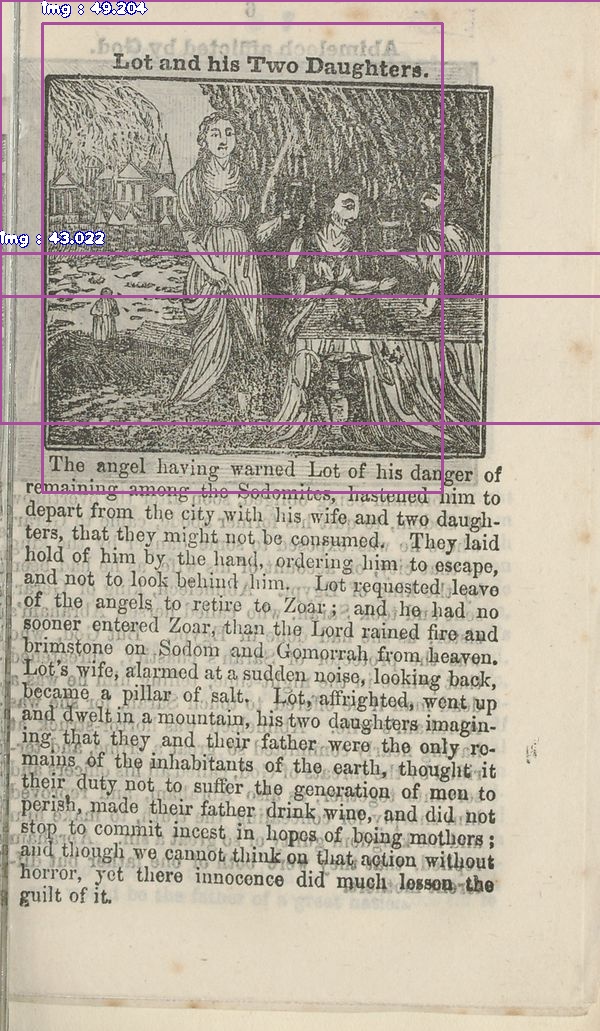 Img : 49.204
Lot and his Two Daughters.
Img : 43.022
The angel having warned Lot of his danger of
remaining among the Sodomites, hastened him to
depart from the city with his wife and two daugh-
ters, that they might not be consumed. They laid
hold of him by the hand, ordering him to escape,
and not to look behind him. Lot requested leave
of the angels to retire to Zoar; and he had no
sooner entered Zoar, than the Lord rained fire and
brimstone on Sodom and Gomorrah from heaven.
Lot's wife, alarmed at a sudden noise, looking back,
became a pillar of salt. Lot, affrighted, went up
and dwelt in a mountain, his two daughters imagin-
ing that they and their father were the only re-
mains of the inhabitants of the earth, thought it
their duty not to suffer the generation of men to
perish, made their father drink wine, and did not
stop to commit incest in hopes of being mothers;
and though we cannot think on that action without
horror, yet there innocence did much lesson the
guilt of it.